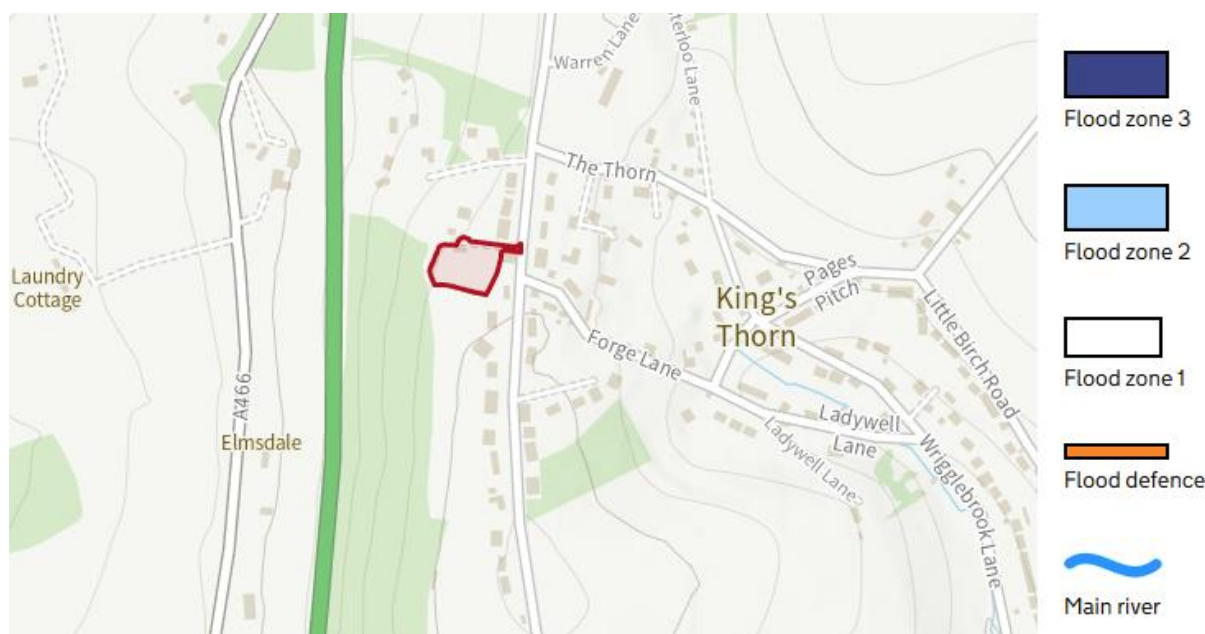 Warren Lane
terloo Lane
The Thorn
Laundry
Cottage
King's
Thorn
Pages
Pitch
Little Birch Road
Forge Lane
A466
Elmsdale
Ladywell
Lane
Ladywell Lane
Wrigglebrook Lane
Flood zone 3
Flood zone 2
Flood zone 1
Flood defence
Main river